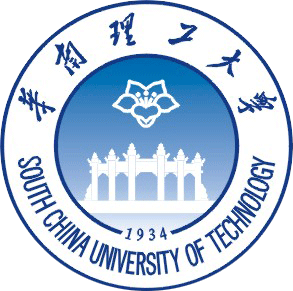 华南理工大学
1934
SOUTH CHINA UNIVERSITY OF TECHNOLOGY